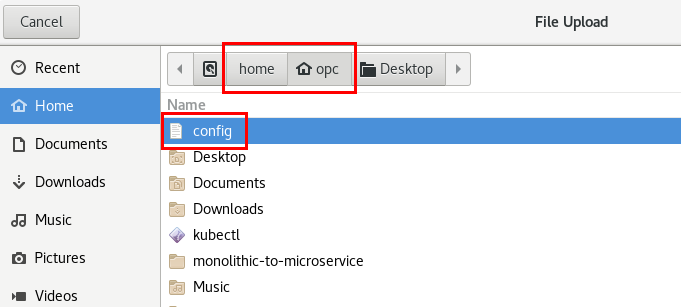 Cancel
File Upload
Recent
Home
Documents
Downloads
Music
Pictures
Videos
home opc Desktop
Name
config
Desktop
Documents
Downloads
kubectl
monolithic-to-microservice
Music